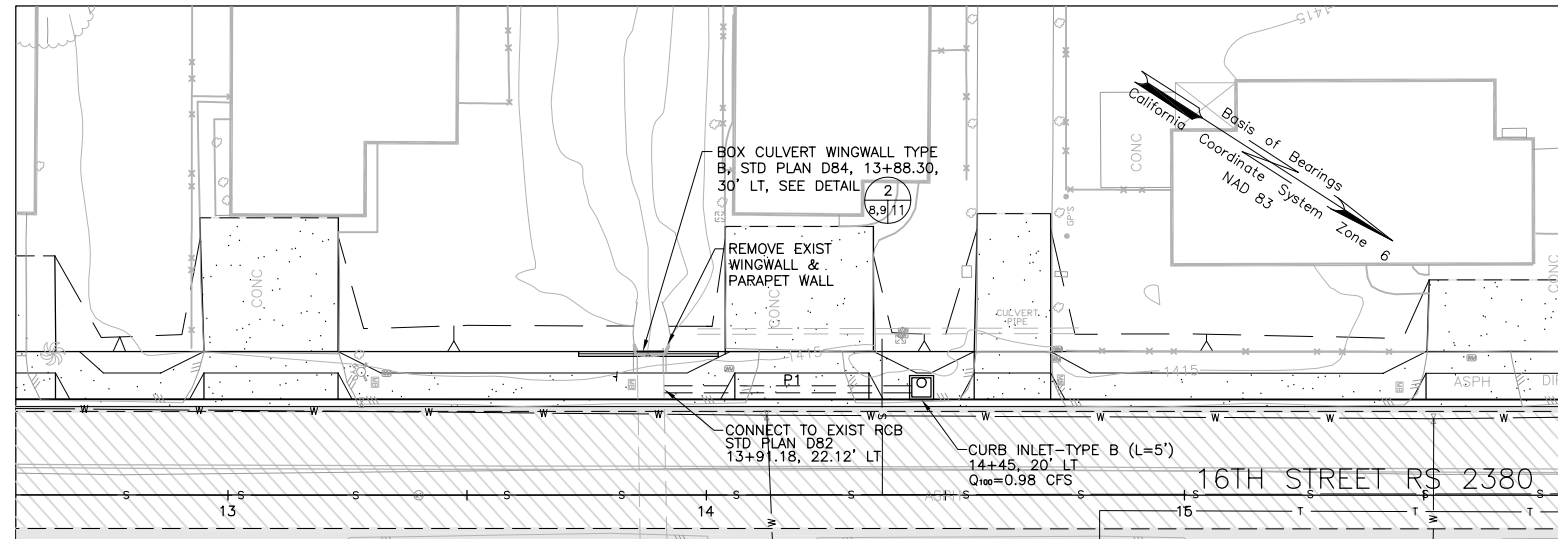 1415
BOX CULVERT WINGWALL TYPE
B, STD PLAN D84, 13+88.30,
30' LT, SEE DETAIL
2
8,9 11
REMOVE EXIST
WINGWALL &
PARAPET WALL
CONC
CONC
CONC
CONC
CULVERT
PIPE
GP'S
Basis of Bearings
California Coordinate System
NAD 83
Zone 6
1415
1415
P1
ASPH
CONNECT TO EXIST RCB
STD PLAN D82
13+91.18, 22.12' LT
CURB INLET-TYPE B (L=5')
14+45, 20' LT
Q100=0.98 CFS
16TH STREET RS 2380
W W W W W W W W W W W W W
S
S S S S S S S S S S S
13
14
15
T T T
W
W